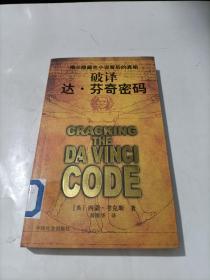 揭示隐藏在小说背后的真相
破译
达·芬奇密码
CRACKING
THE
DA VINCI
CODE
[英] 西蒙·考克斯 著